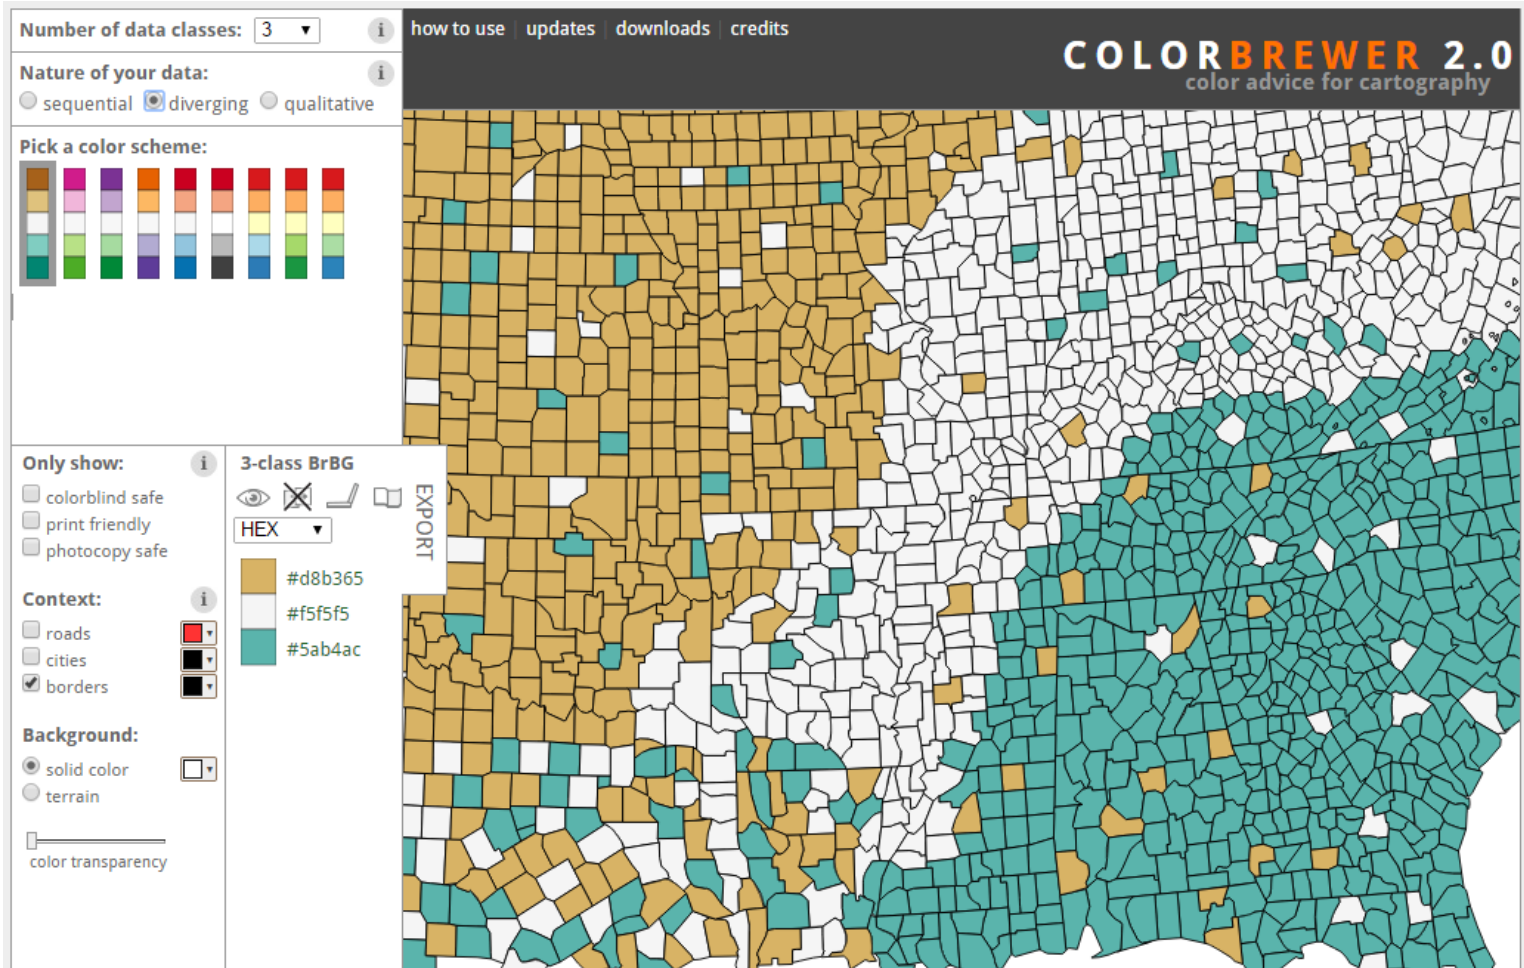 Number of data classes: 3
how to use updates downloads credits
COLORBREWER 2.0
color advice for cartography
Nature of your data:
sequential diverging qualitative
Pick a color scheme:
Only show:
colorblind safe
print friendly
photocopy safe
Context:
roads
cities
borders
Background:
solid color
terrain
color transparency
3-class BrBG
HEX
#d8b365
#f5f5f5
#5ab4ac
EXPORT